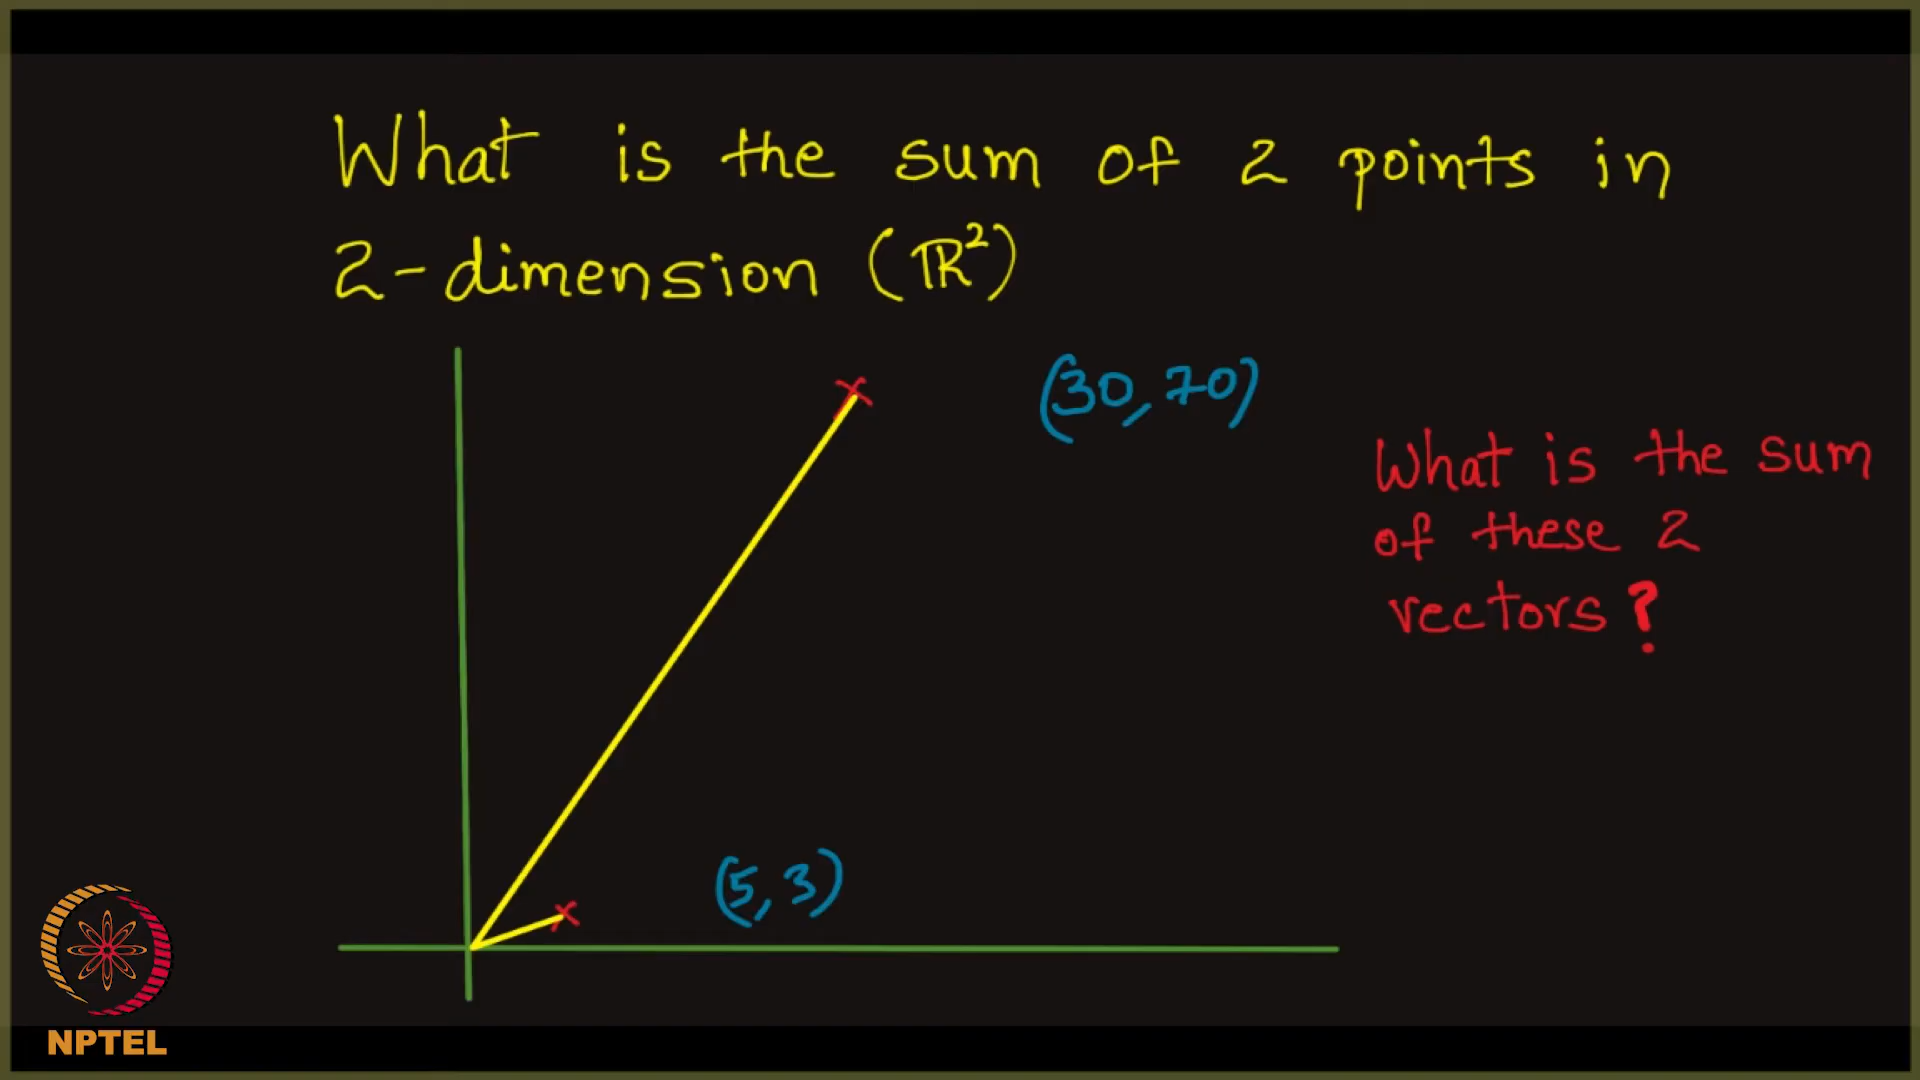 What is the sum of 2 points in
2-dimension (ℝ²)
(30, 70)
What is the sum
of these 2
vectors?
(5, 3)
NPTEL